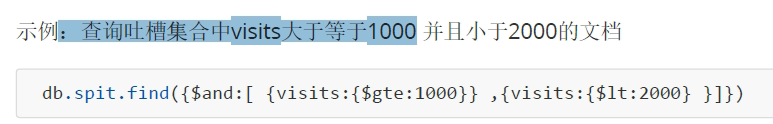 示例：查询吐槽集合中visits大于等于1000 并且小于2000的文档
db.spit.find({$and:[ {visits:{$gte:1000}} ,{visits:{$lt:2000} }]})